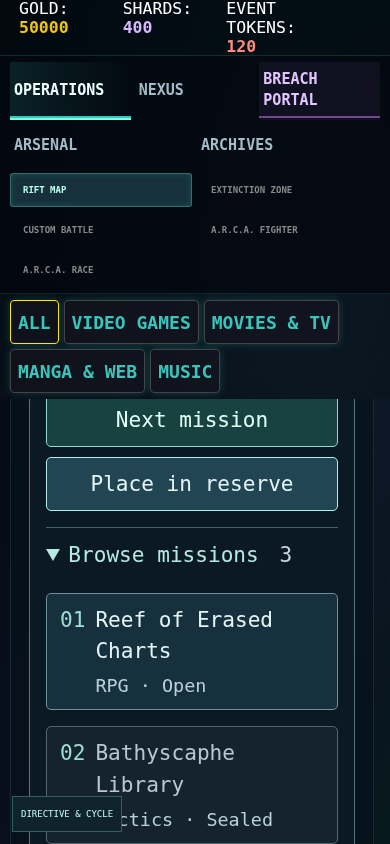 GOLD:
50000
SHARDS:
400
EVENT
TOKENS:
120
OPERATIONS
NEXUS
BREACH
PORTAL
ARSENAL
ARCHIVES
RIFT MAP
EXTINCTION ZONE
CUSTOM BATTLE
A.R.C.A. FIGHTER
A.R.C.A. RACE
ALL
VIDEO GAMES
MOVIES & TV
MANGA & WEB
MUSIC
Next mission
Place in reserve
▼ Browse missions 3
01 Reef of Erased
Charts
RPG · Open
02 Bathyscaphe
Library
ctics · Sealed
DIRECTIVE & CYCLE